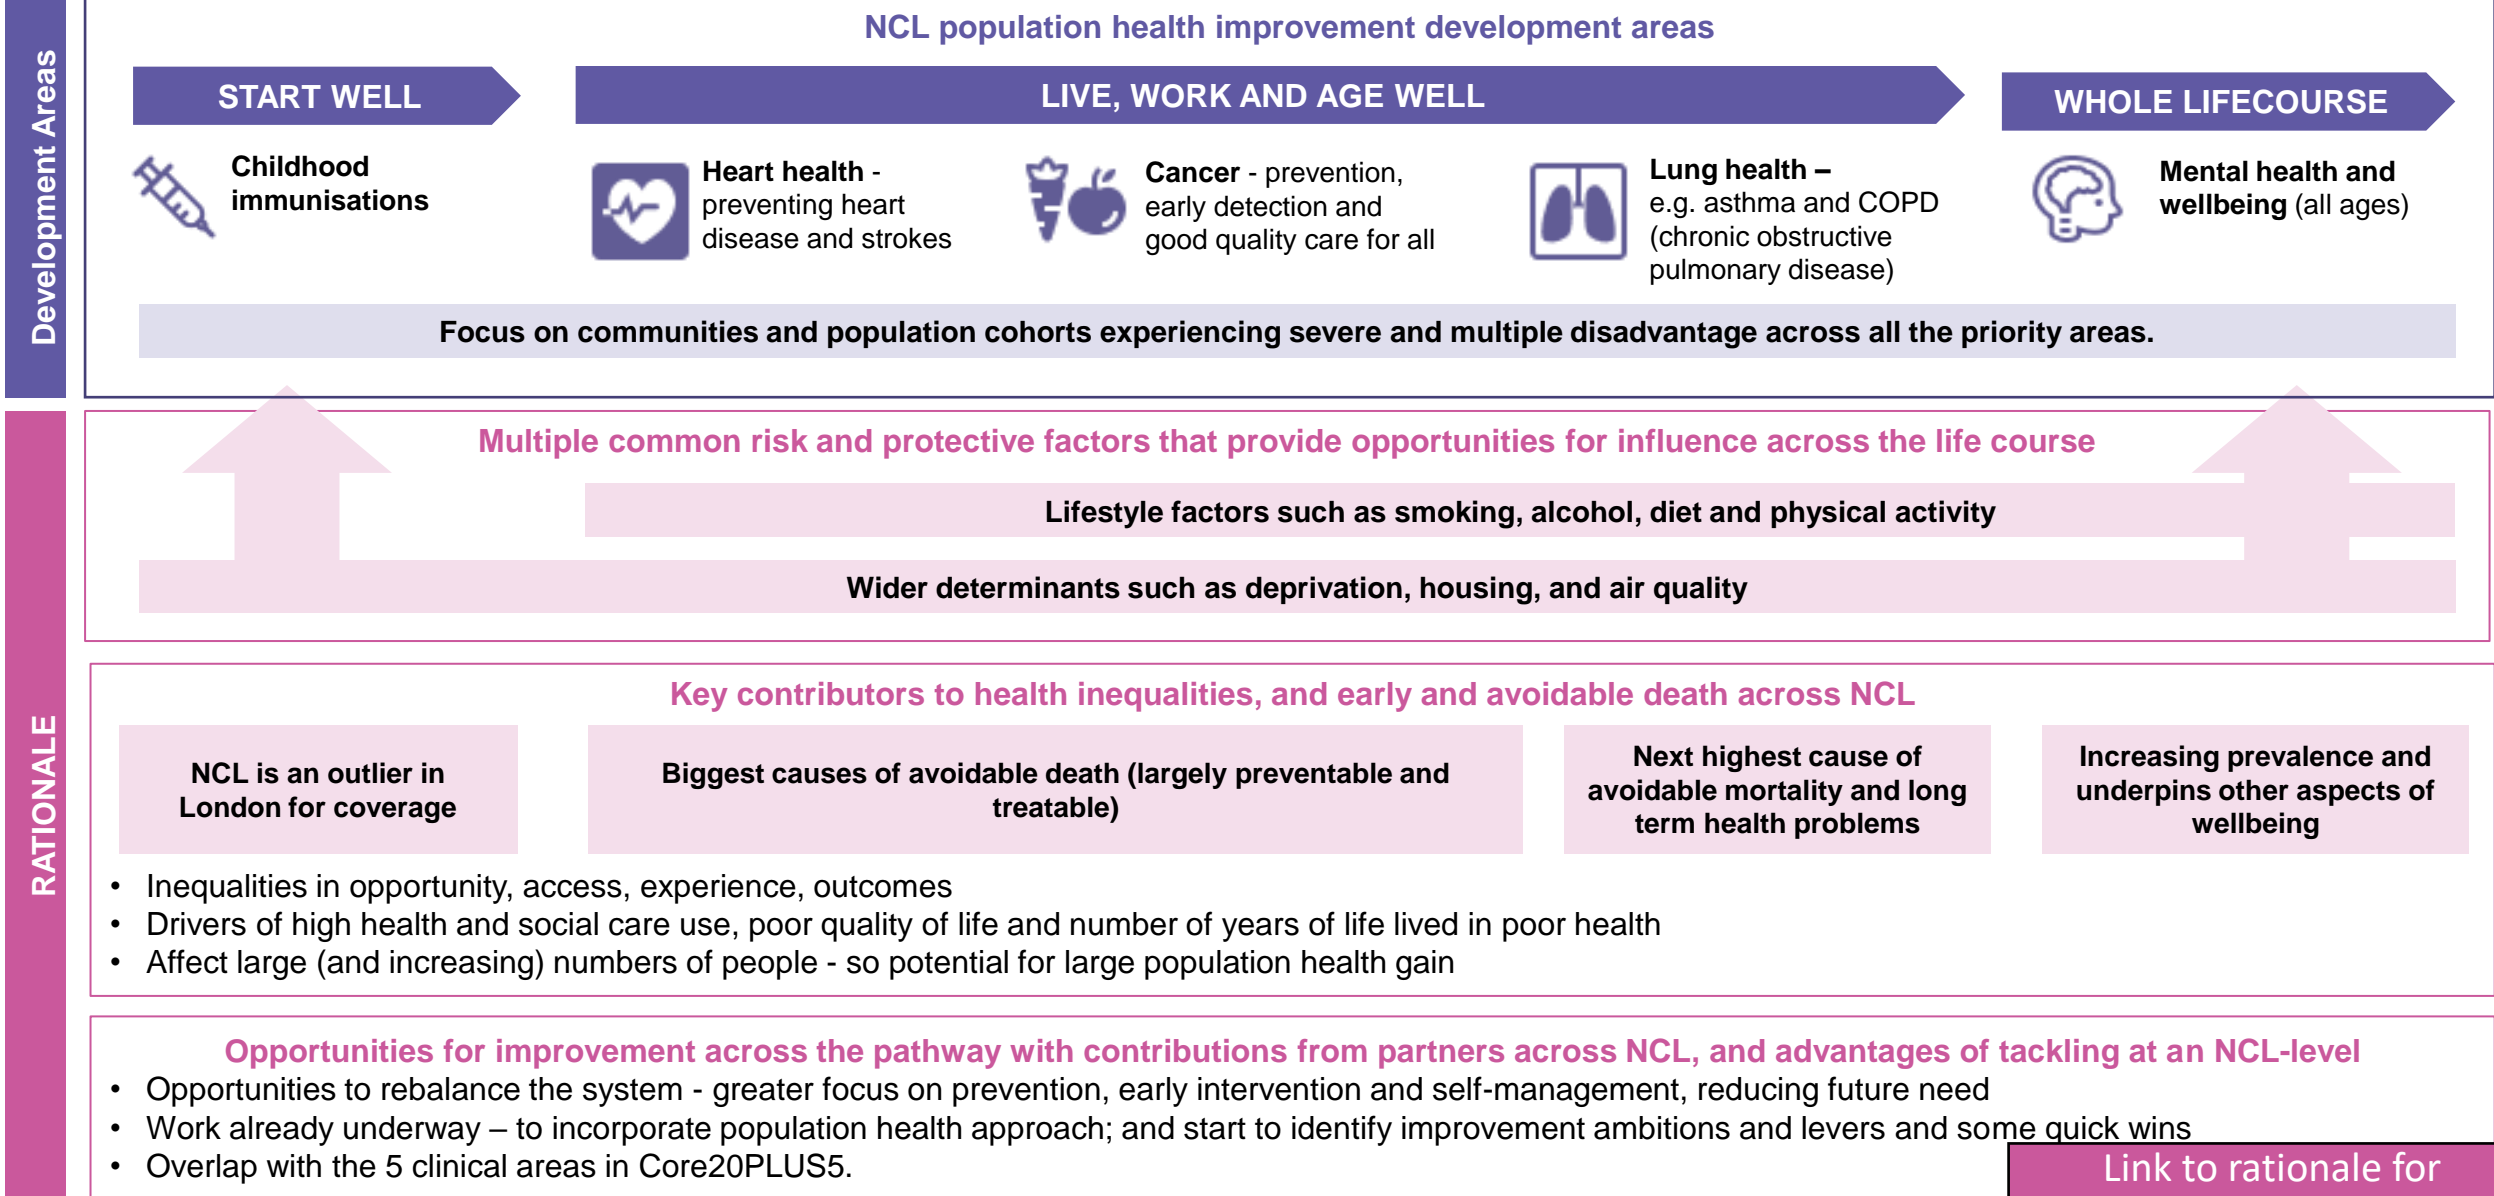 Development Areas
NCL population health improvement development areas
START WELL
LIVE, WORK AND AGE WELL
WHOLE LIFECOURSE
Childhood
immunisations
Heart health -
preventing heart
disease and strokes
Cancer - prevention,
early detection and
good quality care for all
Lung health –
e.g. asthma and COPD
(chronic obstructive
pulmonary disease)
Mental health and
wellbeing (all ages)
Focus on communities and population cohorts experiencing severe and multiple disadvantage across all the priority areas.
RATIONALE
Multiple common risk and protective factors that provide opportunities for influence across the life course
Lifestyle factors such as smoking, alcohol, diet and physical activity
Wider determinants such as deprivation, housing, and air quality
Key contributors to health inequalities, and early and avoidable death across NCL
NCL is an outlier in
London for coverage
Biggest causes of avoidable death (largely preventable and
treatable)
Next highest cause of
avoidable mortality and long
term health problems
Increasing prevalence and
underpins other aspects of
wellbeing
• Inequalities in opportunity, access, experience, outcomes
• Drivers of high health and social care use, poor quality of life and number of years of life lived in poor health
• Affect large (and increasing) numbers of people - so potential for large population health gain
Opportunities for improvement across the pathway with contributions from partners across NCL, and advantages of tackling at an NCL-level
• Opportunities to rebalance the system - greater focus on prevention, early intervention and self-management, reducing future need
• Work already underway – to incorporate population health approach; and start to identify improvement ambitions and levers and some quick wins
• Overlap with the 5 clinical areas in Core20PLUS5.
Link to rationale for